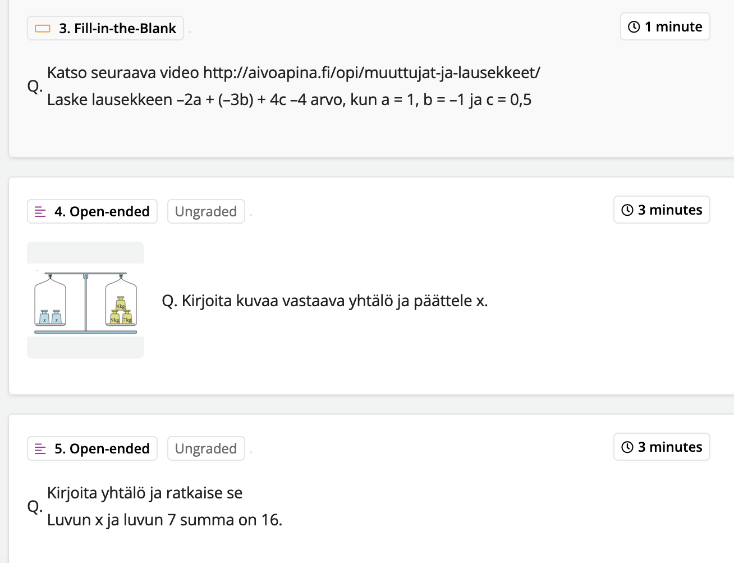 3. Fill-in-the-Blank
1 minute
Q.
Katso seuraava video http://aivoapina.fi/opi/muuttujat-ja-lausekkeet/
Laske lausekkeen –2a + (–3b) + 4c –4 arvo, kun a = 1, b = –1 ja c = 0,5
4. Open-ended
Ungraded
3 minutes
x x
Q. Kirjoita kuvaa vastaava yhtälö ja päättele x.
5. Open-ended
Ungraded
3 minutes
Q.
Kirjoita yhtälö ja ratkaise se
Luvun x ja luvun 7 summa on 16.